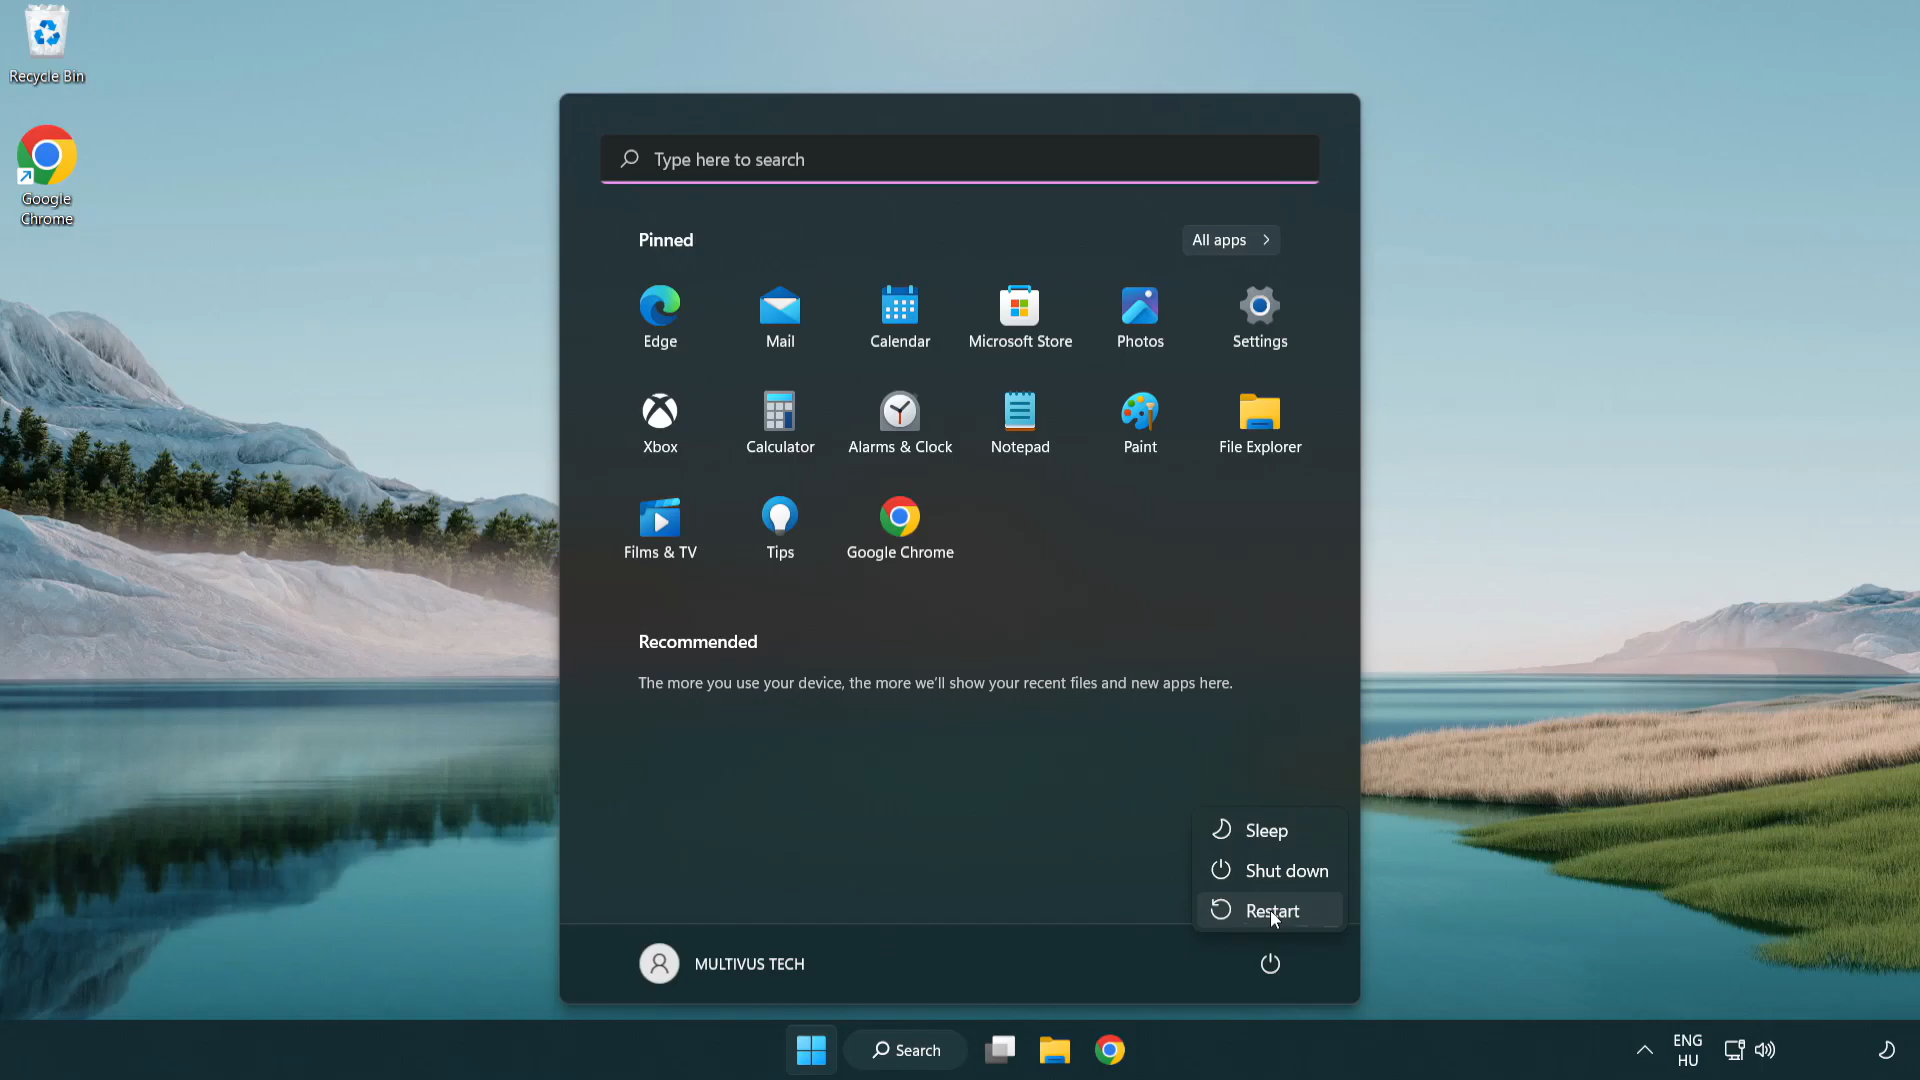 Recycle Bin
Google
Chrome
Type here to search
Pinned
All apps
Edge
Mail
Calendar
Microsoft Store
Photos
Settings
Xbox
Calculator
Alarms & Clock
Notepad
Paint
File Explorer
Films & TV
Tips
Google Chrome
Recommended
The more you use your device, the more we'll show your recent files and new apps here.
Sleep
Shut down
Restart
MULTIVUS TECH
Search
ENG
HU